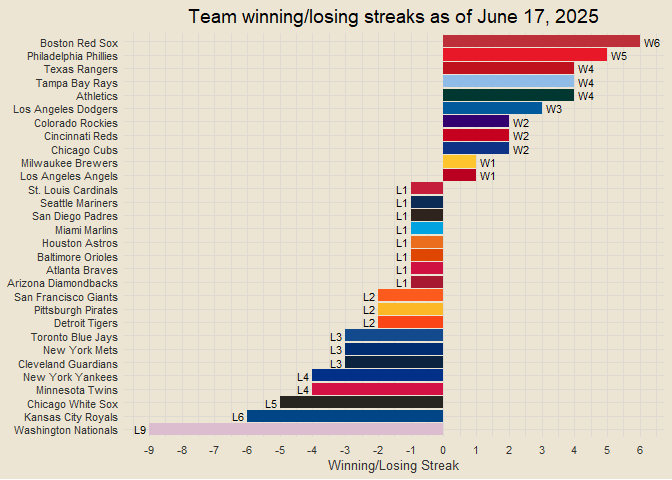 Team winning/losing streaks as of June 17, 2025
Boston Red Sox W6
Philadelphia Phillies W5
Texas Rangers W4
Tampa Bay Rays W4
Athletics W4
Los Angeles Dodgers W3
Colorado Rockies W2
Cincinnati Reds W2
Chicago Cubs W2
Milwaukee Brewers W1
Los Angeles Angels W1
St. Louis Cardinals L1
Seattle Mariners L1
San Diego Padres L1
Miami Marlins L1
Houston Astros L1
Baltimore Orioles L1
Atlanta Braves L1
Arizona Diamondbacks L1
San Francisco Giants L2
Pittsburgh Pirates L2
Detroit Tigers L2
Toronto Blue Jays L3
New York Mets L3
Cleveland Guardians L3
New York Yankees L4
Minnesota Twins L4
Chicago White Sox L5
Kansas City Royals L6
Washington Nationals L9
-9 -8 -7 -6 -5 -4 -3 -2 -1 0 1 2 3 4 5 6
Winning/Losing Streak